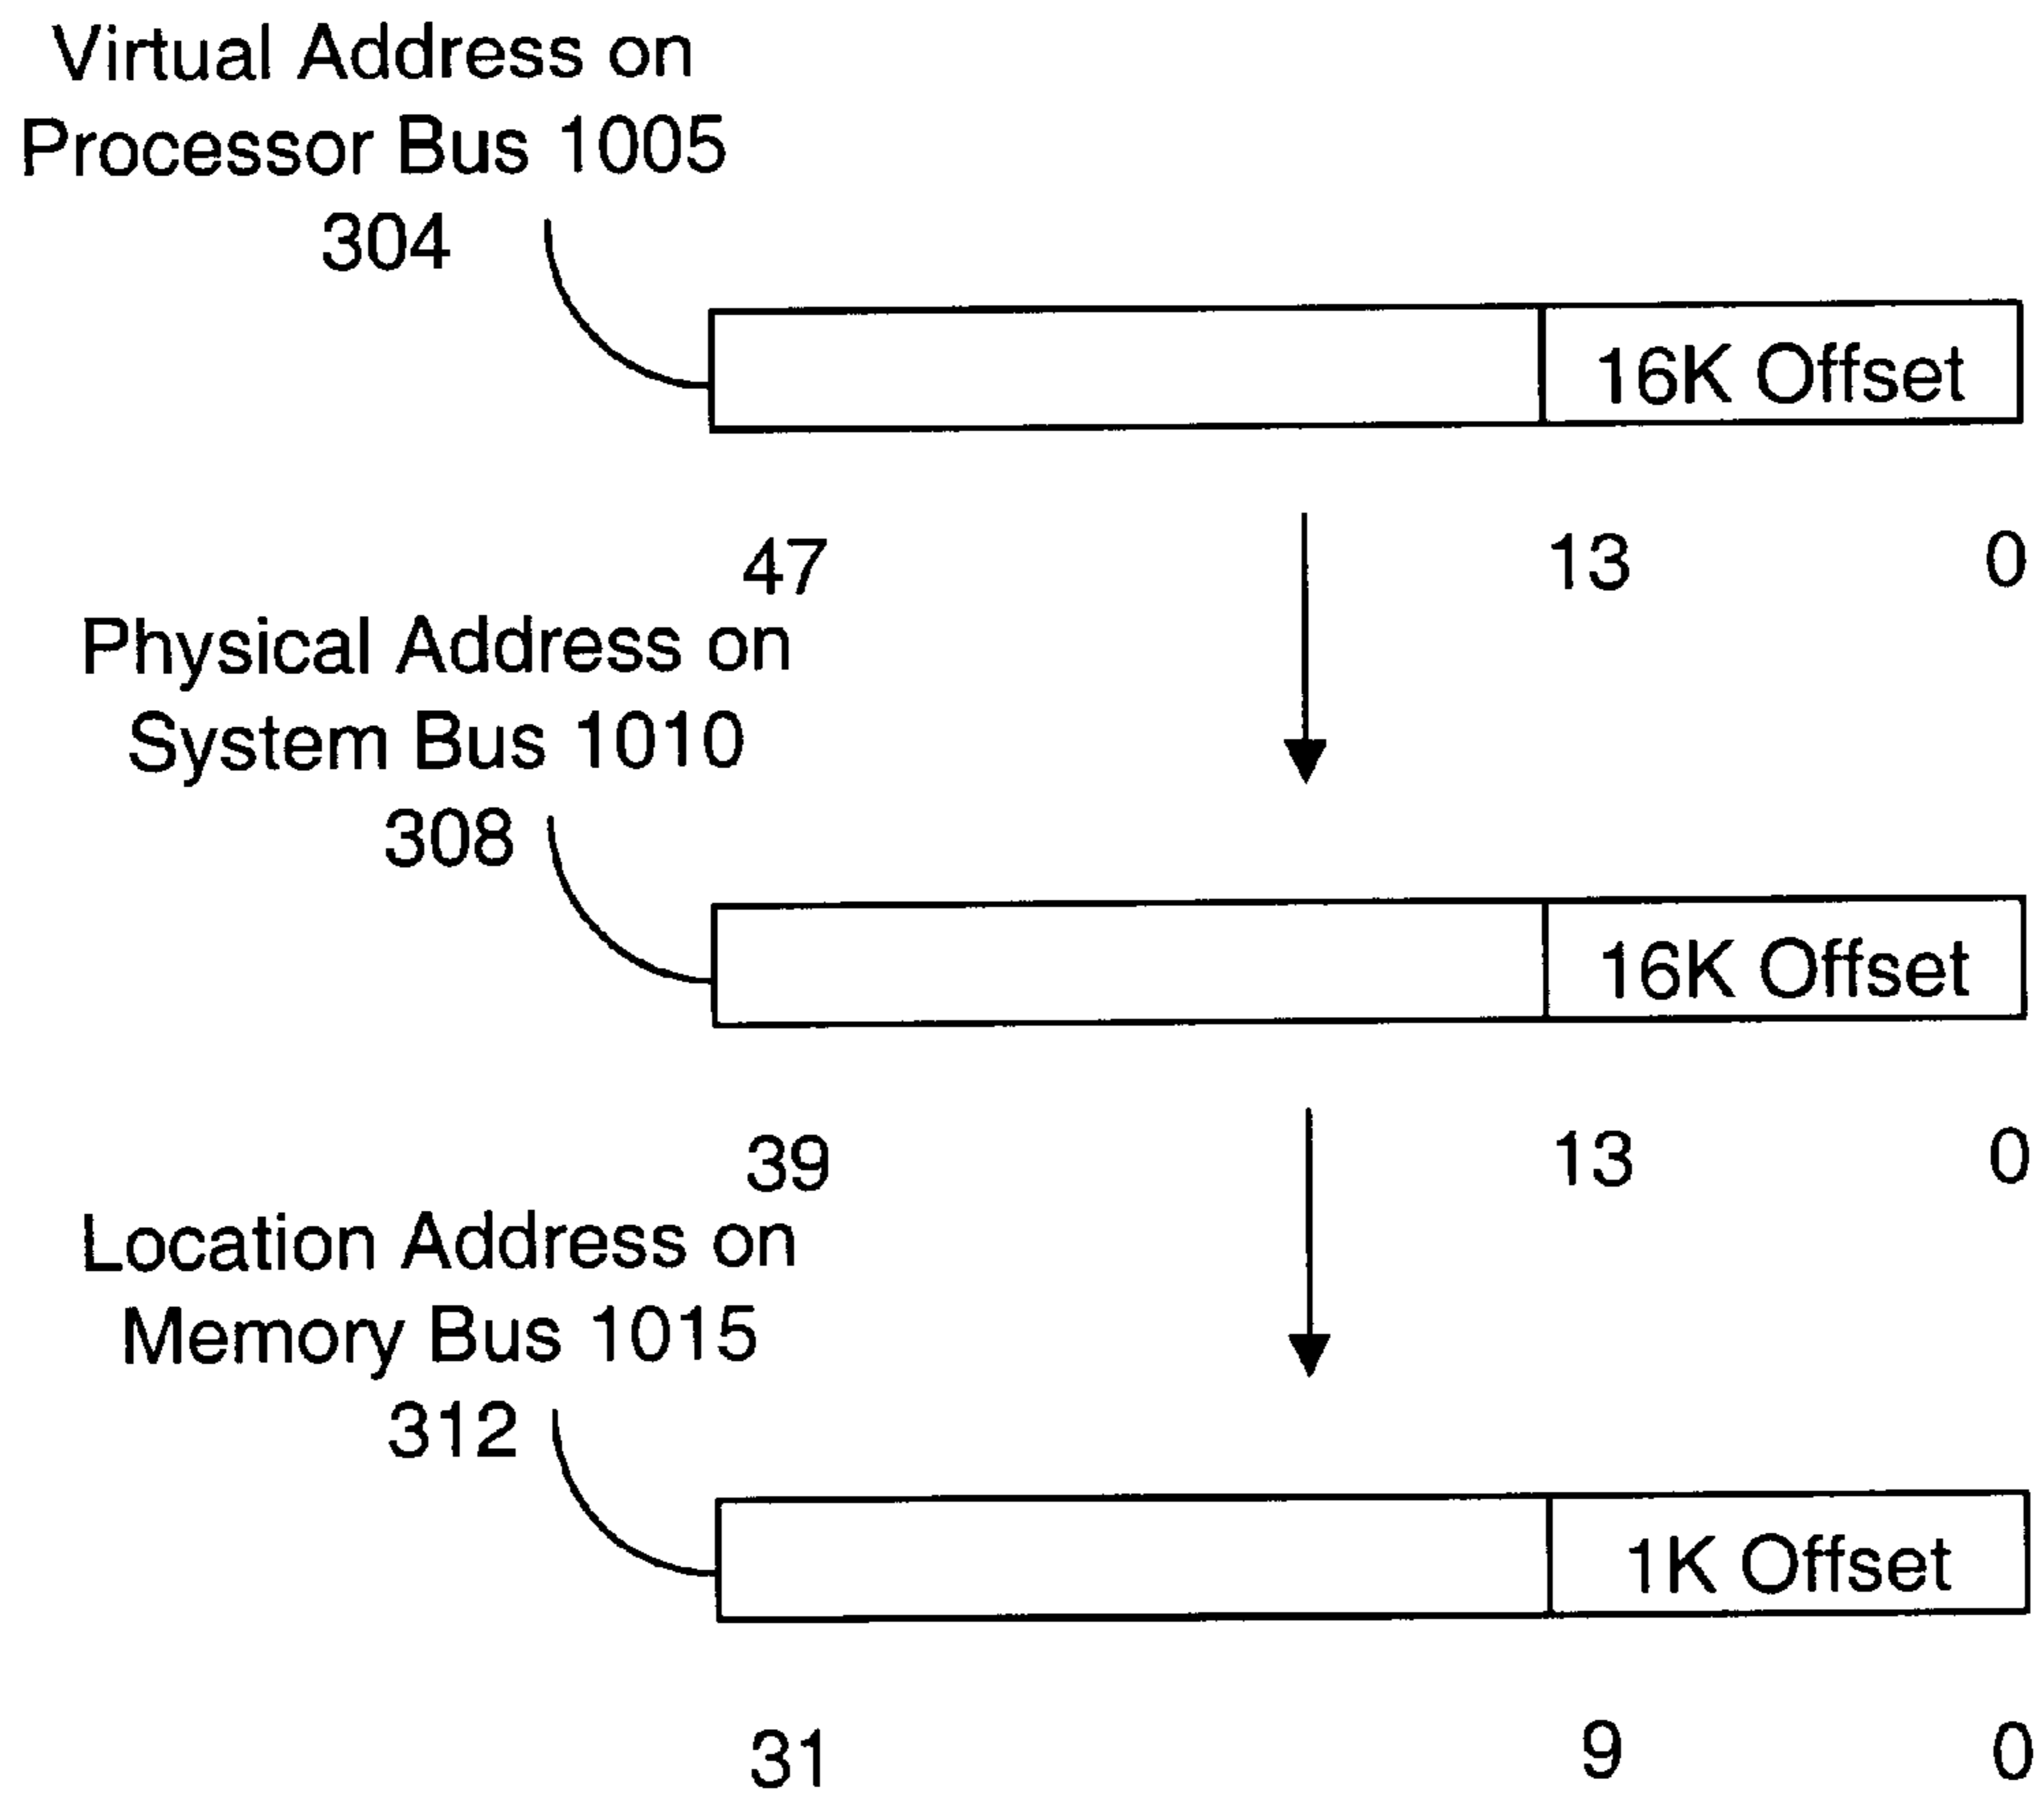 Virtual Address on
Processor Bus 1005
304
16K Offset
47 13 0
Physical Address on
System Bus 1010
308
16K Offset
39 13 0
Location Address on
Memory Bus 1015
312
1K Offset
31 9 0